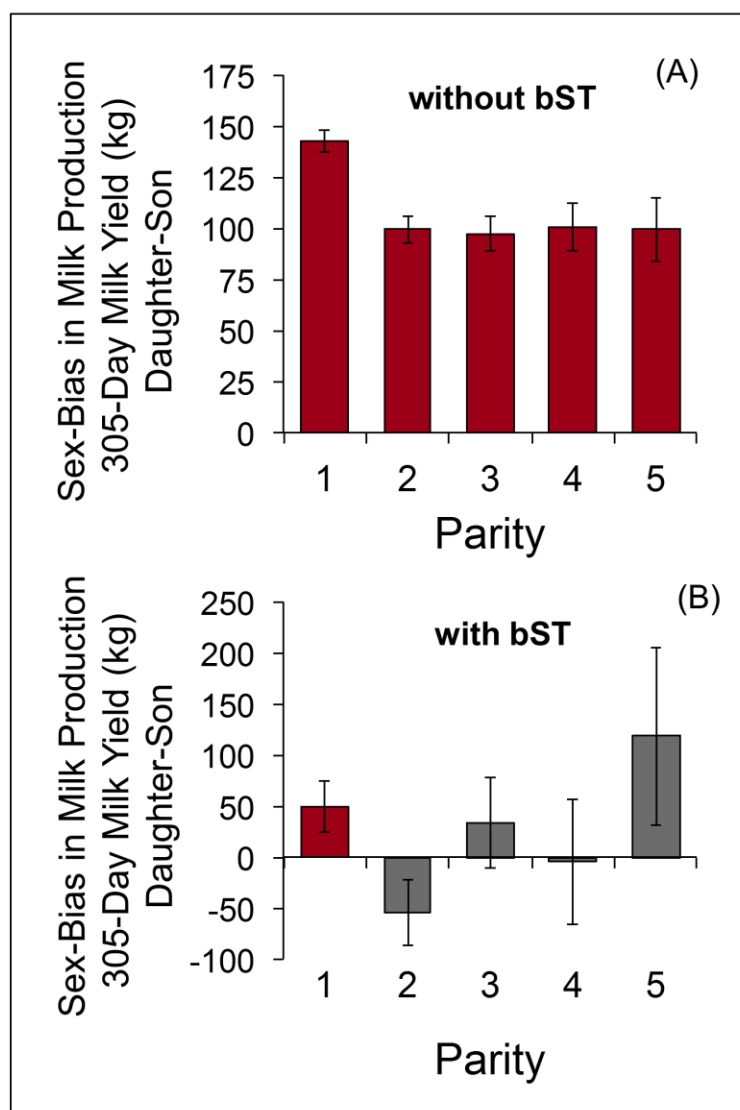 (A)
without bST
Sex-Bias in Milk Production
305-Day Milk Yield (kg)
Daughter-Son
175
150
125
100
75
50
25
0
1 2 3 4 5
Parity
(B)
with bST
Sex-Bias in Milk Production
305-Day Milk Yield (kg)
Daughter-Son
250
200
150
100
50
0
-50
-100
1 2 3 4 5
Parity